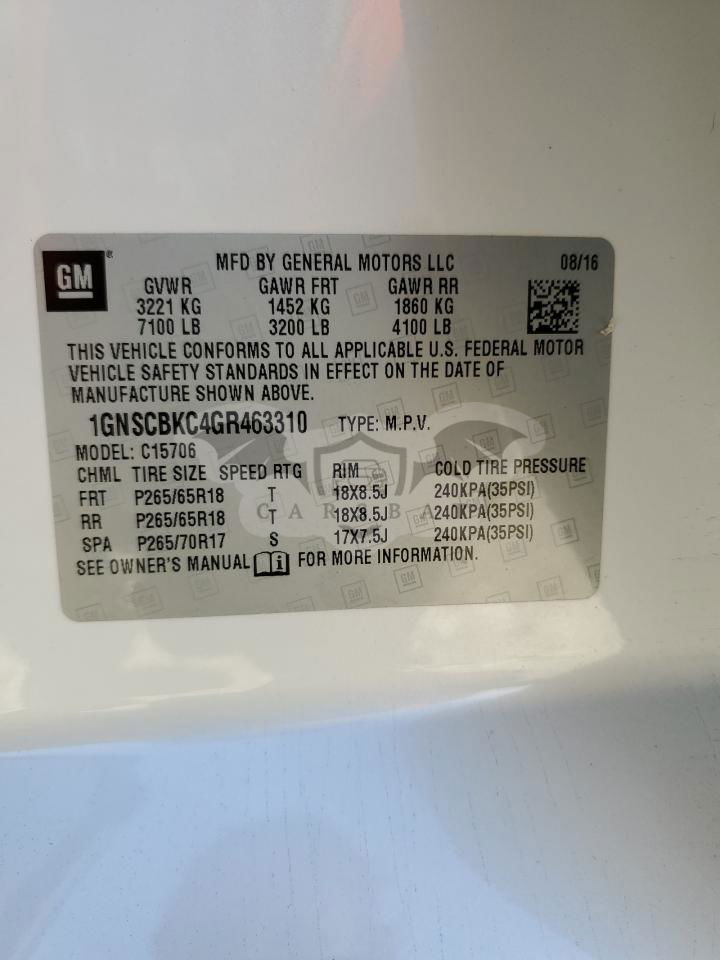 GM MFD BY GENERAL MOTORS LLC 08/16
GVWR GAWR FRT GAWR RR
3221 KG 1452 KG 1860 KG
7100 LB 3200 LB 4100 LB
THIS VEHICLE CONFORMS TO ALL APPLICABLE U.S. FEDERAL MOTOR
VEHICLE SAFETY STANDARDS IN EFFECT ON THE DATE OF
MANUFACTURE SHOWN ABOVE.
1GNSCBKC4GR463310 TYPE: M.P.V.
MODEL: C15706
CHML TIRE SIZE SPEED RTG RIM COLD TIRE PRESSURE
FRT P265/65R18 T 18X8.5J 240KPA(35PSI)
RR P265/65R18 T 18X8.5J 240KPA(35PSI)
SPA P265/70R17 S 17X7.5J 240KPA(35PSI)
SEE OWNER'S MANUAL i FOR MORE INFORMATION.